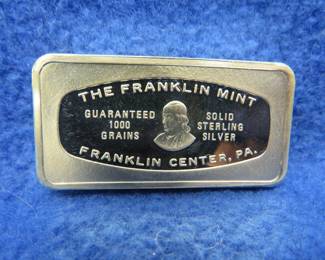 THE FRANKLIN MINT
GUARANTEED
1000
GRAINS
SOLID
STERLING
SILVER
FRANKLIN CENTER, PA.